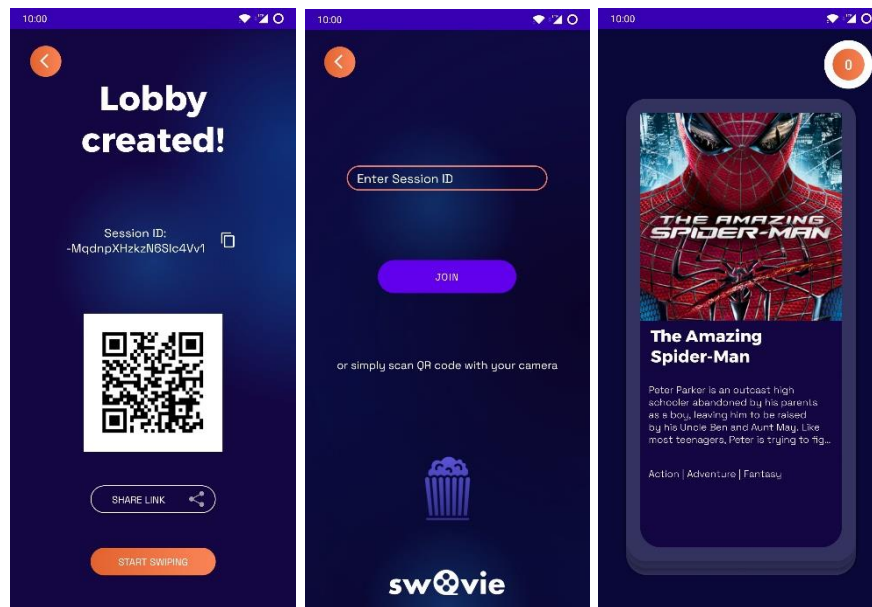 10:00
Lobby
created!
Session ID:
-MqdnpXHzkzN6Slc4Vv1
SHARE LINK
START SWIPING
10:00
Enter Session ID
JOIN
or simply scan QR code with your camera
swovie
10:00
0
THE AMAZING
SPIDER-MAN
The Amazing
Spider-Man
Peter Parker is an outcast high
schooler abandoned by his parents
as a boy, leaving him to be raised
by his Uncle Ben and Aunt May. Like
most teenagers, Peter is trying to fig...
Action | Adventure | Fantasy